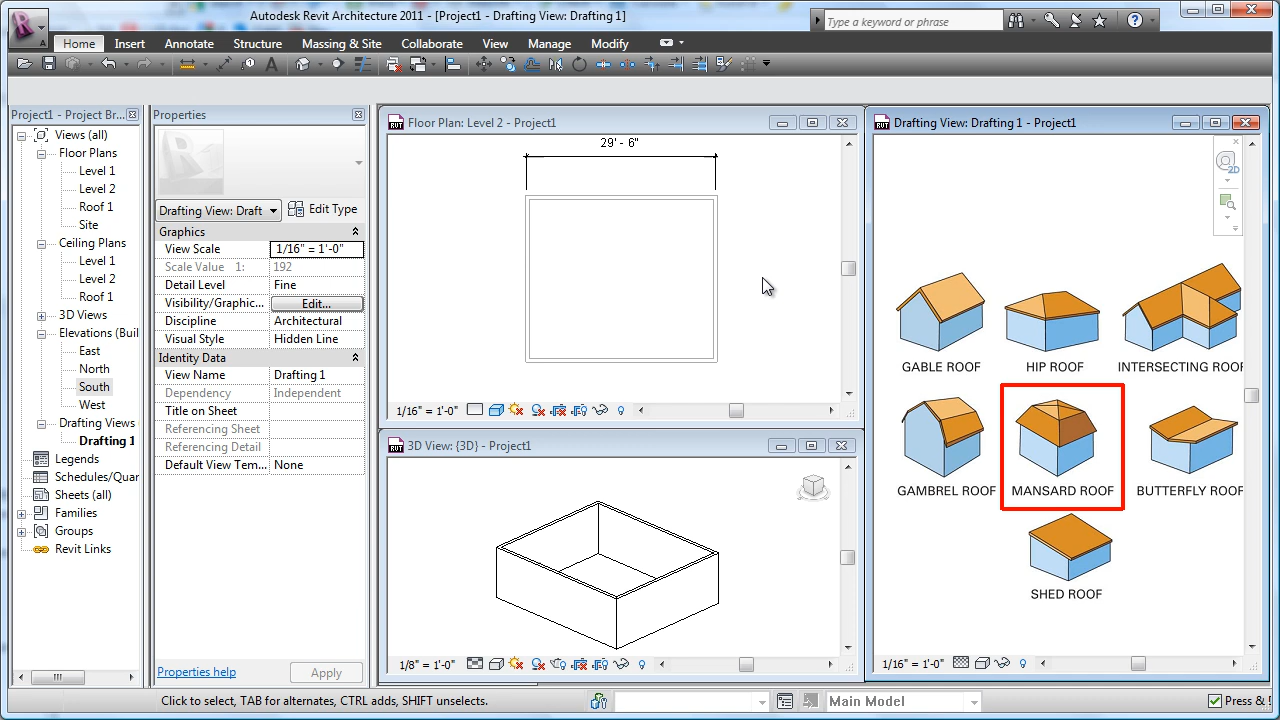 Autodesk Revit Architecture 2011 - [Project1 - Drafting View: Drafting 1]
Type a keyword or phrase
Home Insert Annotate Structure Massing & Site Collaborate View Manage Modify
Project1 - Project Br...
Views (all)
Floor Plans
Level 1
Level 2
Roof 1
Site
Ceiling Plans
Level 1
Level 2
Roof 1
3D Views
Elevations (Buil
East
North
South
West
Drafting Views
Drafting 1
Legends
Schedules/Quar
Sheets (all)
Families
Groups
Revit Links
Properties
Drafting View: Draft
Edit Type
Graphics
View Scale 1/16" = 1'-0"
Scale Value 1: 192
Detail Level Fine
Visibility/Graphic... Edit...
Discipline Architectural
Visual Style Hidden Line
Identity Data
View Name Drafting 1
Dependency Independent
Title on Sheet
Referencing Sheet
Referencing Detail
Default View Tem... None
Properties help
Apply
Floor Plan: Level 2 - Project1
29' - 6"
1/16" = 1'-0"
3D View: {3D} - Project1
1/8" = 1'-0"
Drafting View: Drafting 1 - Project1
2D
GABLE ROOF HIP ROOF INTERSECTING ROOF
GAMBREL ROOF MANSARD ROOF BUTTERFLY ROOF
SHED ROOF
1/16" = 1'-0"
Click to select, TAB for alternates, CTRL adds, SHIFT unselects.
Main Model
Press &